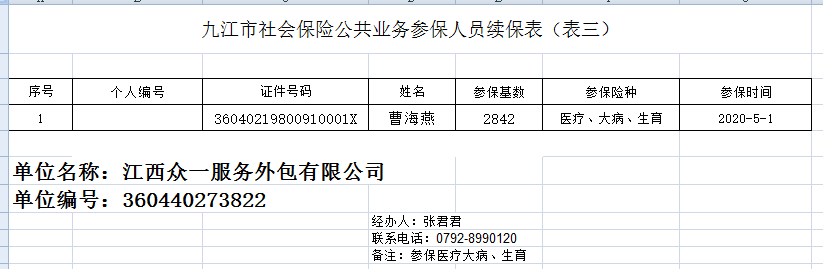 九江市社会保险公共业务参保人员续保表（表三）
序号 个人编号 证件号码 姓名 参保基数 参保险种 参保时间
1 36040219800910001X 曹海燕 2842 医疗、大病、生育 2020-5-1
单位名称：江西众一服务外包有限公司
单位编号：360440273822
经办人：张君君
联系电话：0792-8990120
备注：参保医疗大病、生育